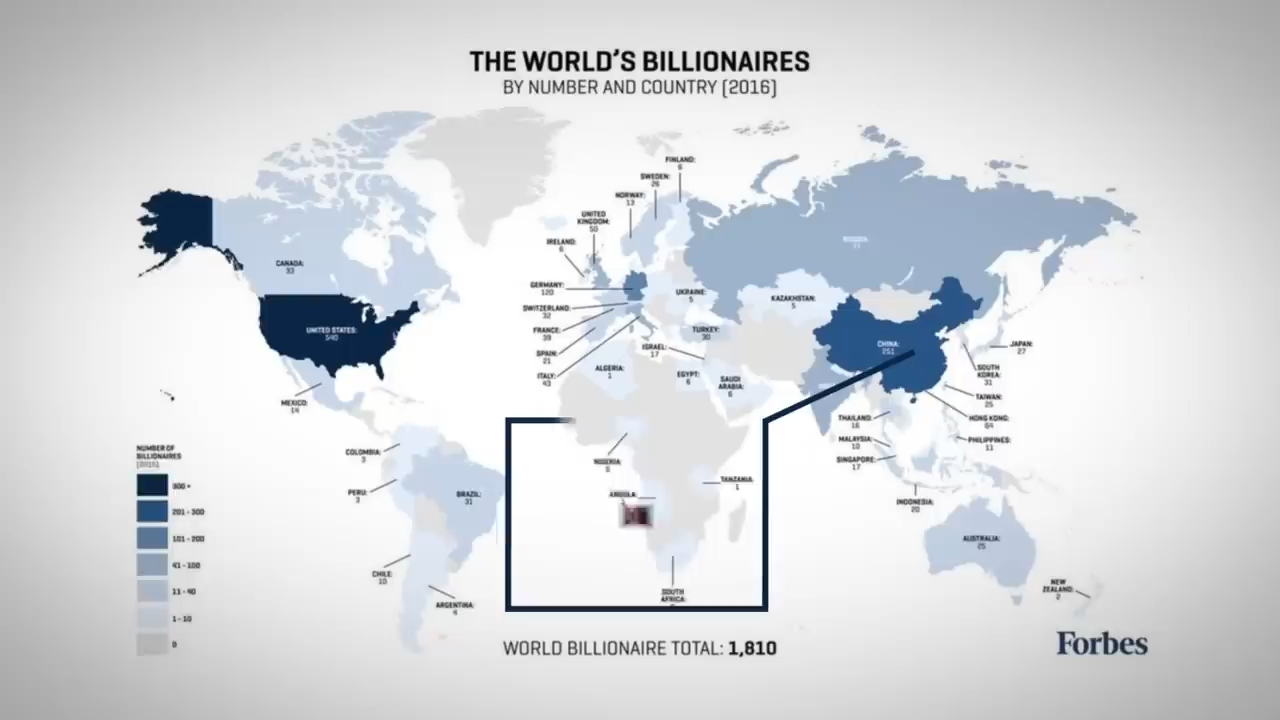 THE WORLD'S BILLIONAIRES
BY NUMBER AND COUNTRY [2016]
FINLAND:
6
SWEDEN:
26
NORWAY:
13
UNITED
KINGDOM:
50
IRELAND:
6
CANADA:
33
GERMANY:
120
UKRAINE:
5
KAZAKHSTAN:
5
SWITZERLAND:
32
UNITED STATES:
540
FRANCE:
39
TURKEY:
30
CHINA:
251
JAPAN:
27
ISRAEL:
17
SPAIN:
21
ITALY:
43
ALGERIA:
1
EGYPT:
6
SAUDI
ARABIA:
6
SOUTH
KOREA:
31
MEXICO:
14
TAIWAN:
25
THAILAND:
16
HONG KONG:
64
MALAYSIA:
10
PHILIPPINES:
11
SINGAPORE:
17
COLOMBIA:
3
NIGERIA:
TANZANIA:
1
PERU:
BRAZIL:
31
ANGOLA:
INDONESIA:
20
AUSTRALIA:
25
CHILE:
10
ARGENTINA:
NEW
ZEALAND:
2
SOUTH
AFRICA:
NUMBER OF
BILLIONAIRES
300 +
201 - 300
101 - 200
41 - 100
11 - 40
1 - 10
0
WORLD BILLIONAIRE TOTAL: 1,810
Forbes